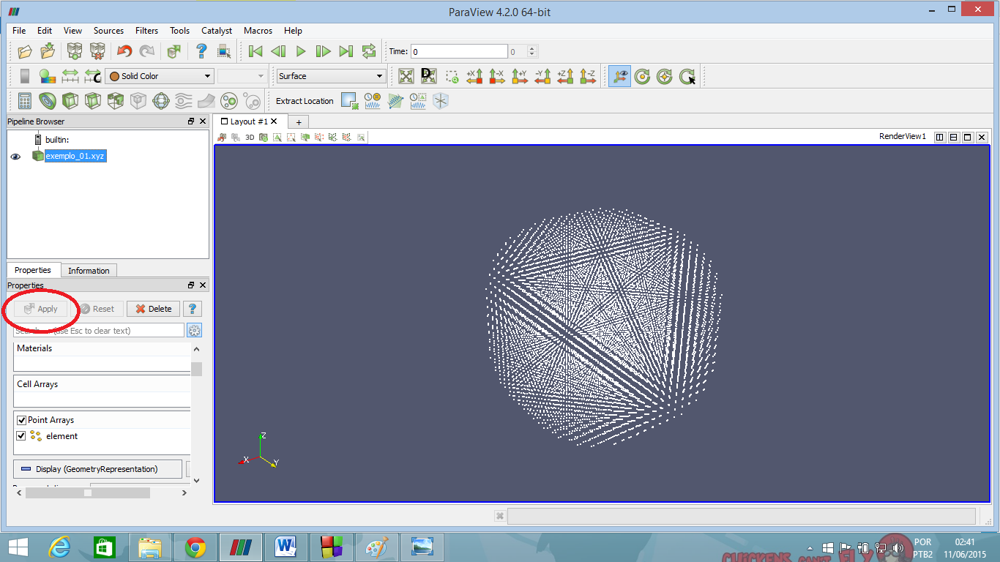 ParaView 4.2.0 64-bit
File Edit View Sources Filters Tools Catalyst Macros Help
Time: 0 0
Solid Color Surface D +X -X +Y -Y +Z -Z
Extract Location
Pipeline Browser
Layout #1 +
builtin:
3D
RenderView1
exemplo_01.xyz
Properties Information
Properties
Apply Reset Delete ?
(use Esc to clear text)
Materials
Cell Arrays
Point Arrays
element
Display (GeometryRepresentation)
Z
X Y
CHICKENS CAN'T FLY
POR
PTB2
02:41
11/06/2015